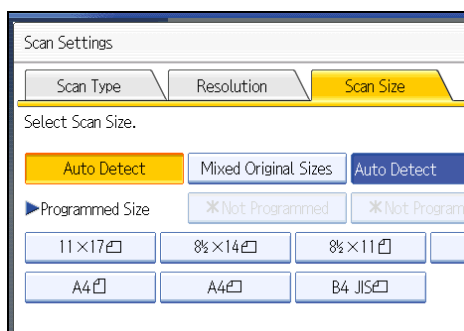 Scan Settings
Scan Type Resolution Scan Size
Select Scan Size.
Auto Detect Mixed Original Sizes Auto Detect
▶Programmed Size ✱Not Programmed ✱Not Program
11×17 8½×14 8½×11
A4 A4 B4 JIS